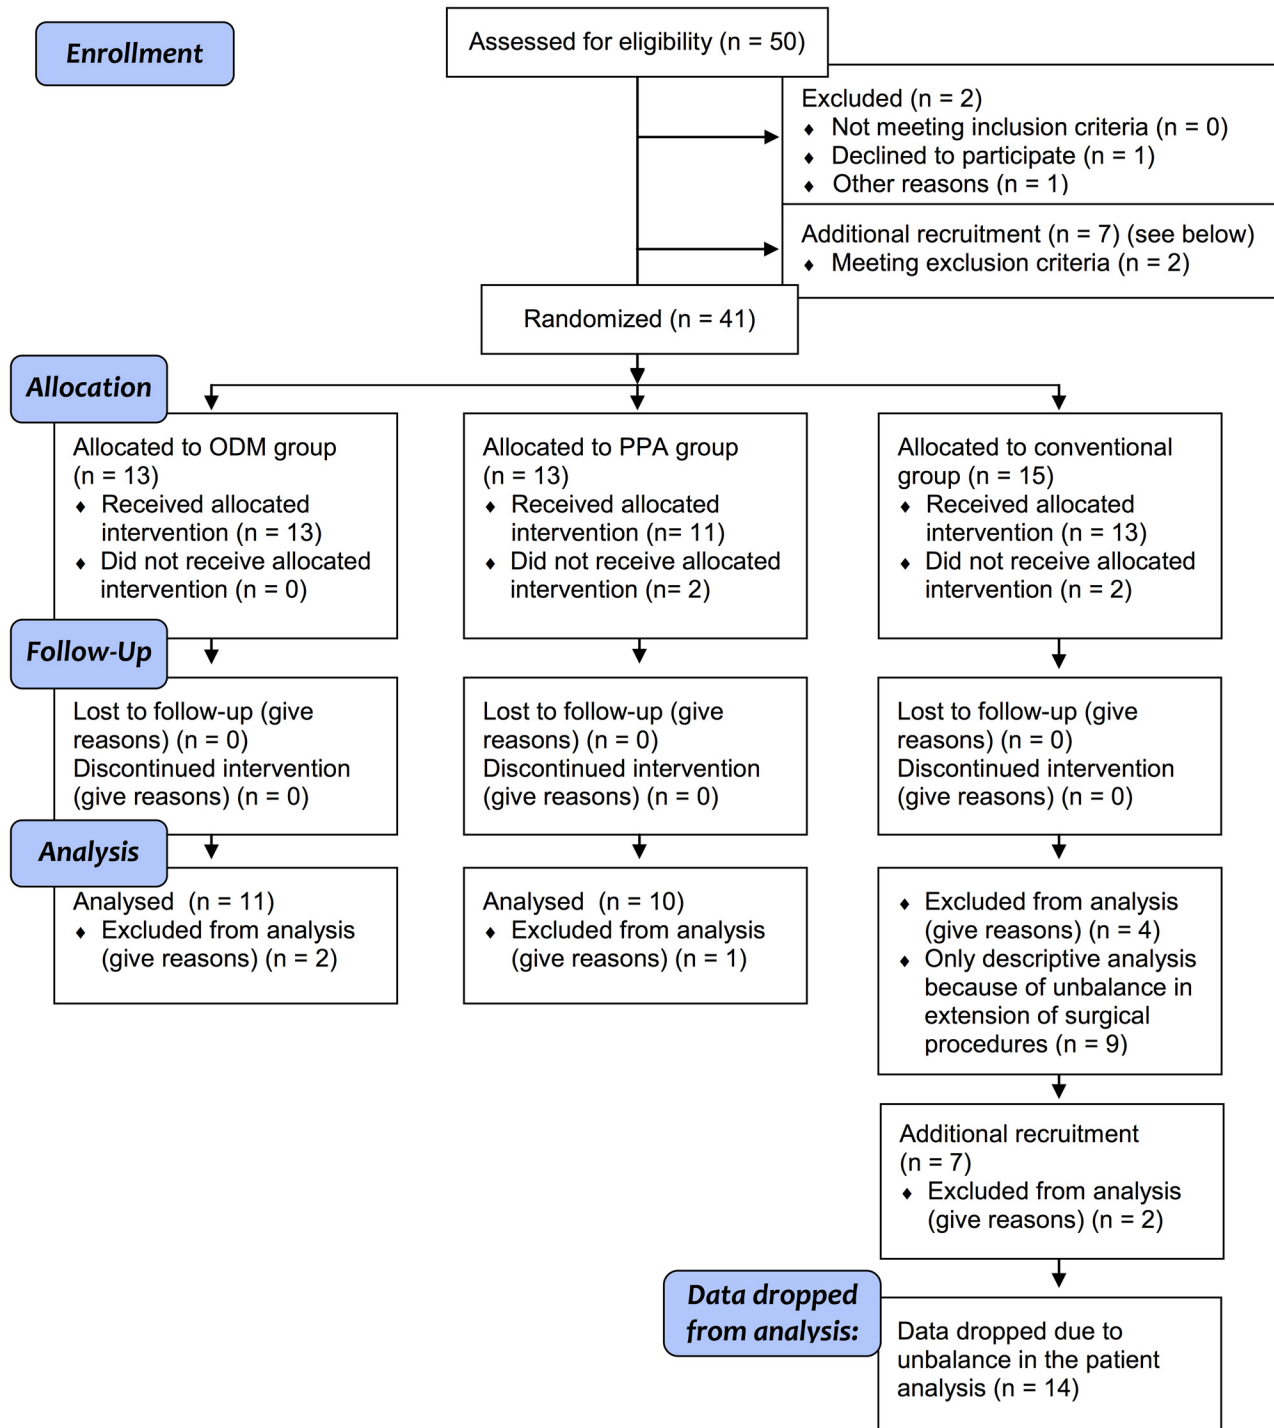 Enrollment
Assessed for eligibility (n = 50)
Excluded (n = 2)
♦ Not meeting inclusion criteria (n = 0)
♦ Declined to participate (n = 1)
♦ Other reasons (n = 1)
Additional recruitment (n = 7) (see below)
♦ Meeting exclusion criteria (n = 2)
Randomized (n = 41)
Allocation
Allocated to ODM group
(n = 13)
♦ Received allocated
intervention (n = 13)
♦ Did not receive allocated
intervention (n = 0)
Allocated to PPA group
(n = 13)
♦ Received allocated
intervention (n= 11)
♦ Did not receive allocated
intervention (n= 2)
Allocated to conventional
group (n = 15)
♦ Received allocated
intervention (n = 13)
♦ Did not receive allocated
intervention (n = 2)
Follow-Up
Lost to follow-up (give
reasons) (n = 0)
Discontinued intervention
(give reasons) (n = 0)
Lost to follow-up (give
reasons) (n = 0)
Discontinued intervention
(give reasons) (n = 0)
Lost to follow-up (give
reasons) (n = 0)
Discontinued intervention
(give reasons) (n = 0)
Analysis
Analysed (n = 11)
♦ Excluded from analysis
(give reasons) (n = 2)
Analysed (n = 10)
♦ Excluded from analysis
(give reasons) (n = 1)
♦ Excluded from analysis
(give reasons) (n = 4)
♦ Only descriptive analysis
because of unbalance in
extension of surgical
procedures (n = 9)
Additional recruitment
(n = 7)
♦ Excluded from analysis
(give reasons) (n = 2)
Data dropped
from analysis:
Data dropped due to
unbalance in the patient
analysis (n = 14)